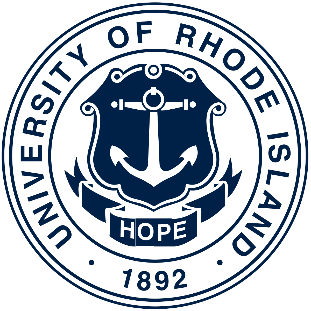 UNIVERSITY OF RHODE ISLAND
HOPE
· 1892 ·